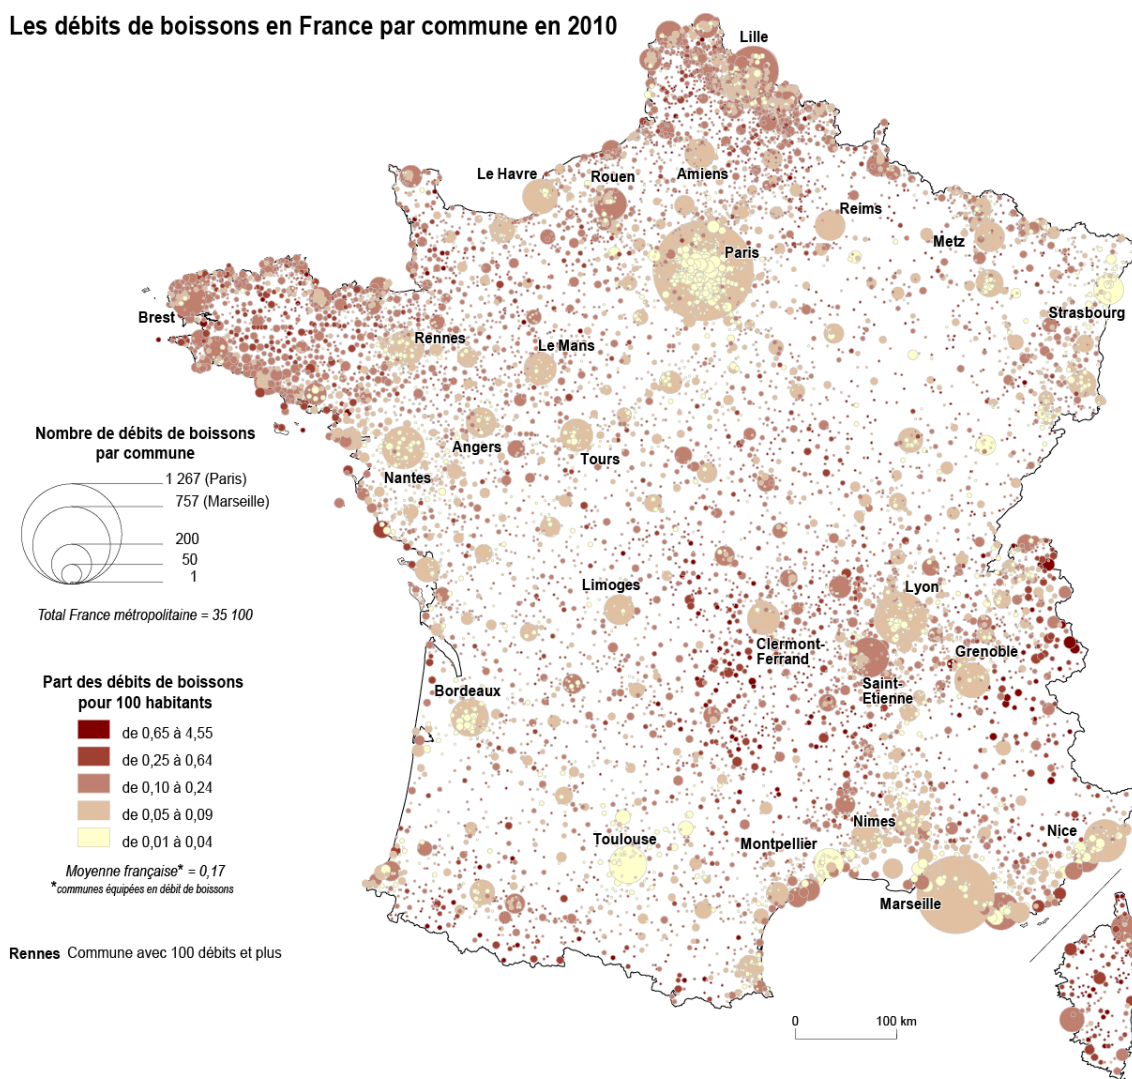 Les débits de boissons en France par commune en 2010
Lille
Le Havre
Rouen
Amiens
Reims
Metz
Paris
Strasbourg
Brest
Rennes
Le Mans
Angers
Tours
Nantes
Nombre de débits de boissons
par commune
1 267 (Paris)
757 (Marseille)
200
50
1
Total France métropolitaine = 35 100
Limoges
Lyon
Clermont-
Ferrand
Grenoble
Saint-
Etienne
Bordeaux
Part des débits de boissons
pour 100 habitants
de 0,65 à 4,55
de 0,25 à 0,64
de 0,10 à 0,24
de 0,05 à 0,09
de 0,01 à 0,04
Moyenne française* = 0,17
*communes équipées en débit de boissons
Toulouse
Montpellier
Nimes
Nice
Marseille
Rennes Commune avec 100 débits et plus
0 100 km